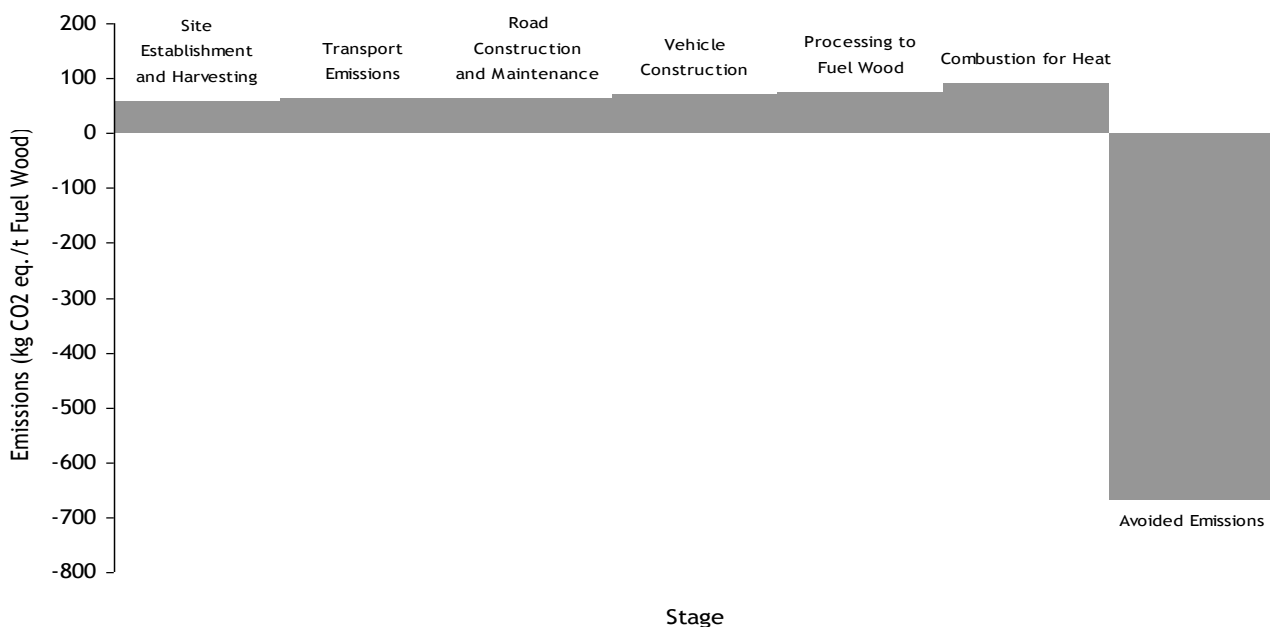 200
100
0
-100
-200
-300
-400
-500
-600
-700
-800
Emissions (kg CO2 eq./t Fuel Wood)
Site
Establishment
and Harvesting
Transport
Emissions
Road
Construction
and Maintenance
Vehicle
Construction
Processing to
Fuel Wood
Combustion for Heat
Avoided Emissions
Stage